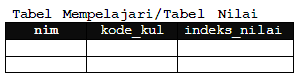 Tabel Mempelajari/Tabel Nilai
nim kode_kul indeks_nilai